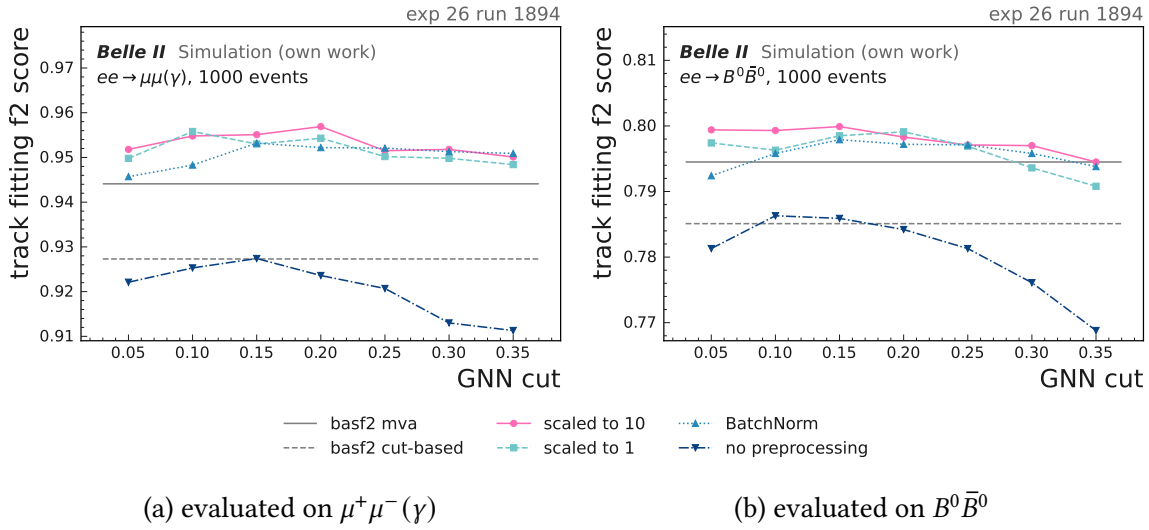 exp 26 run 1894
Belle II Simulation (own work)
ee → μμ(γ), 1000 events
track fitting f2 score
0.97
0.96
0.95
0.94
0.93
0.92
0.91
0.05 0.10 0.15 0.20 0.25 0.30 0.35
GNN cut
exp 26 run 1894
Belle II Simulation (own work)
ee → B⁰B̄⁰, 1000 events
track fitting f2 score
0.81
0.80
0.79
0.78
0.77
0.05 0.10 0.15 0.20 0.25 0.30 0.35
GNN cut
basf2 mva scaled to 10 BatchNorm
basf2 cut-based scaled to 1 no preprocessing
(a) evaluated on μ⁺μ⁻(γ)
(b) evaluated on B⁰B̄⁰